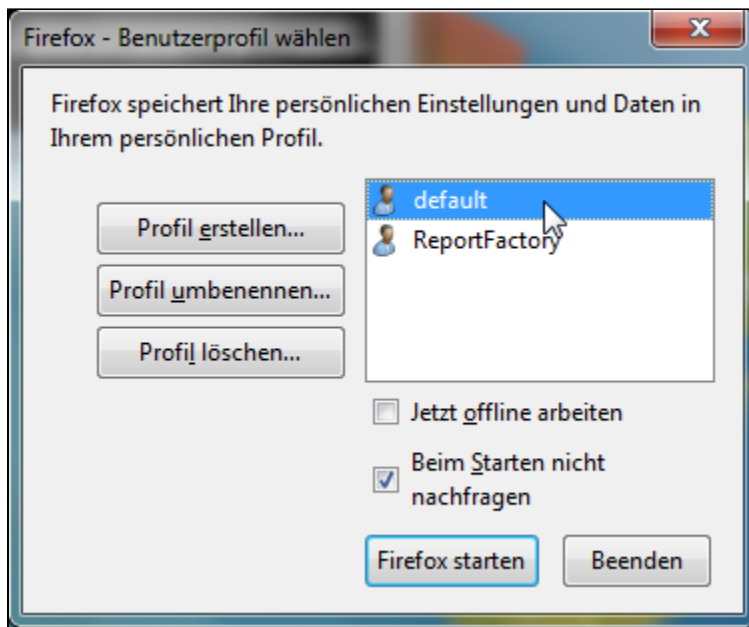 Firefox - Benutzerprofil wählen
Firefox speichert Ihre persönlichen Einstellungen und Daten in
Ihrem persönlichen Profil.
Profil erstellen...
Profil umbenennen...
Profil löschen...
default
ReportFactory
Jetzt offline arbeiten
Beim Starten nicht
nachfragen
Firefox starten
Beenden